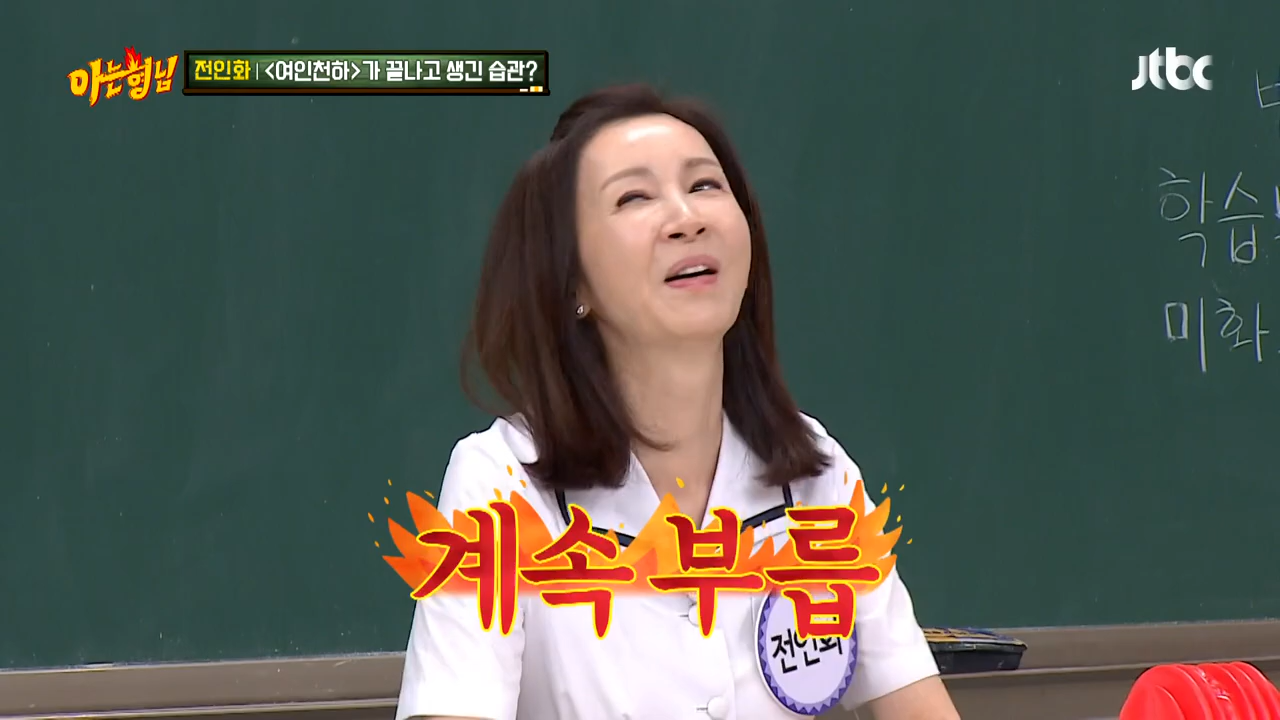 아는형님
전인화 | <여인천하>가 끝나고 생긴 습관?
jtbc
학습
미화
계속 부릅
전인화